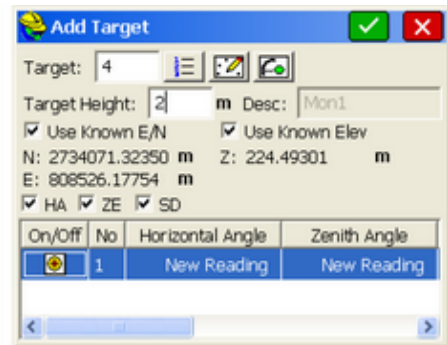 Add Target
Target: 4
Target Height: 2 m Desc: Mon1
Use Known E/N Use Known Elev
N: 2734071.32350 m Z: 224.49301 m
E: 808526.17754 m
HA ZE SD
On/Off No Horizontal Angle Zenith Angle
1 New Reading New Reading